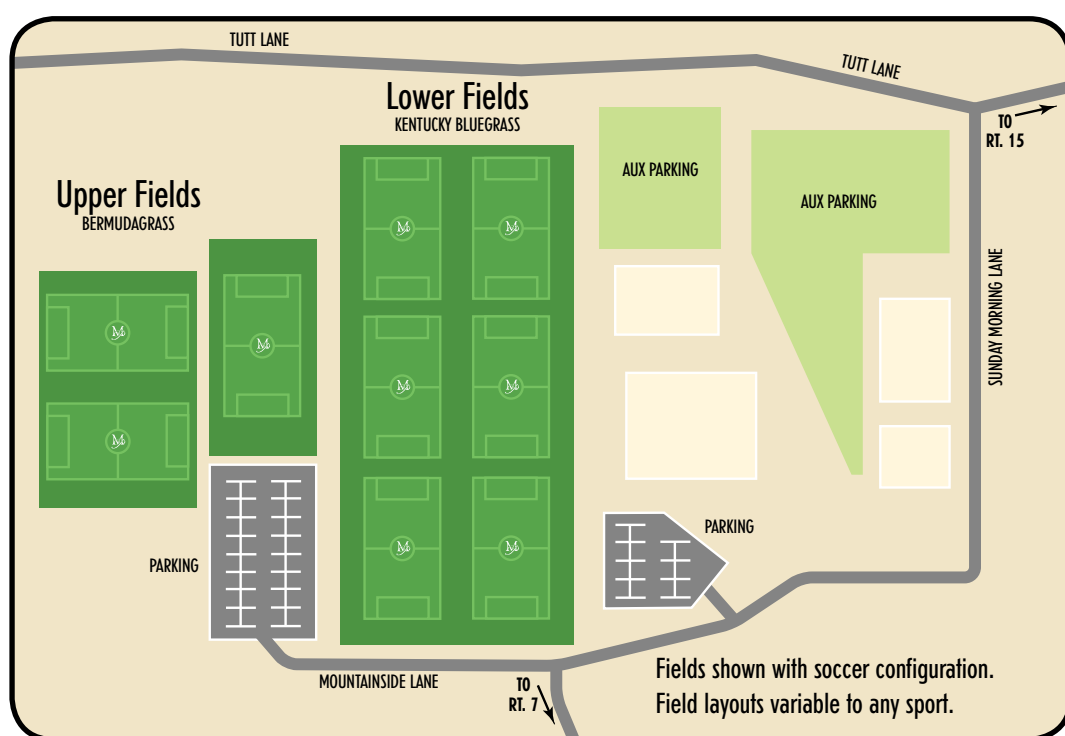 TUTT LANE
TUTT LANE
TO
RT. 15
Lower Fields
KENTUCKY BLUEGRASS
Upper Fields
BERMUDAGRASS
AUX PARKING
AUX PARKING
SUNDAY MORNING LANE
PARKING
PARKING
MOUNTAINSIDE LANE
TO
RT. 7
Fields shown with soccer configuration.
Field layouts variable to any sport.